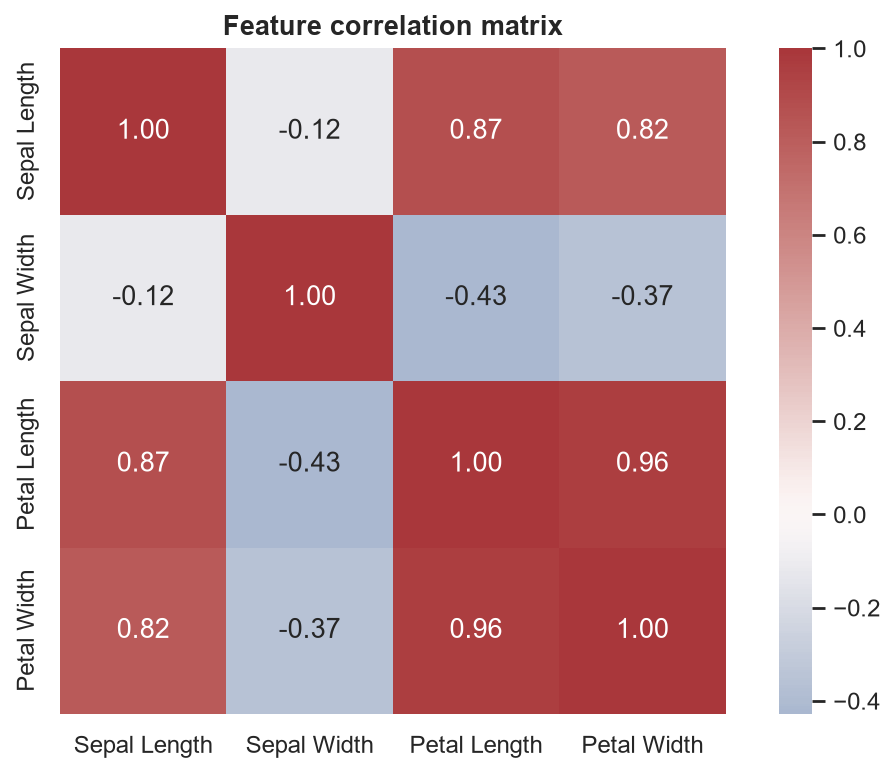 Feature correlation matrix
Sepal Length
1.00
-0.12
0.87
0.82
Sepal Width
-0.12
1.00
-0.43
-0.37
Petal Length
0.87
-0.43
1.00
0.96
Petal Width
0.82
-0.37
0.96
1.00
Sepal Length
Sepal Width
Petal Length
Petal Width
1.0
0.8
0.6
0.4
0.2
0.0
−0.2
−0.4